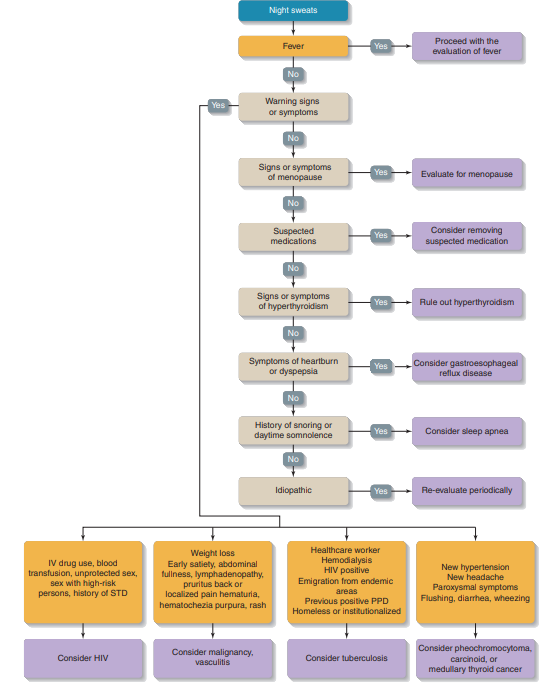 Night sweats
Fever
Yes
Proceed with the
evaluation of fever
No
Yes
Warning signs
or symptoms
No
Signs or symptoms
of menopause
Yes
Evaluate for menopause
No
Suspected
medications
Yes
Consider removing
suspected medication
No
Signs or symptoms
of hyperthyroidism
Yes
Rule out hyperthyroidism
No
Symptoms of heartburn
or dyspepsia
Yes
Consider gastroesophageal
reflux disease
No
History of snoring or
daytime somnolence
Yes
Consider sleep apnea
No
Idiopathic
Yes
Re-evaluate periodically
IV drug use, blood
transfusion, unprotected sex,
sex with high-risk
persons, history of STD
Weight loss
Early satiety, abdominal
fullness, lymphadenopathy,
pruritus back or
localized pain hematuria,
hematochezia purpura, rash
Healthcare worker
Hemodialysis
HIV positive
Emigration from endemic
areas
Previous positive PPD
Homeless or institutionalized
New hypertension
New headache
Paroxysmal symptoms
Flushing, diarrhea, wheezing
Consider HIV
Consider malignancy,
vasculitis
Consider tuberculosis
Consider pheochromocytoma,
carcinoid, or
medullary thyroid cancer